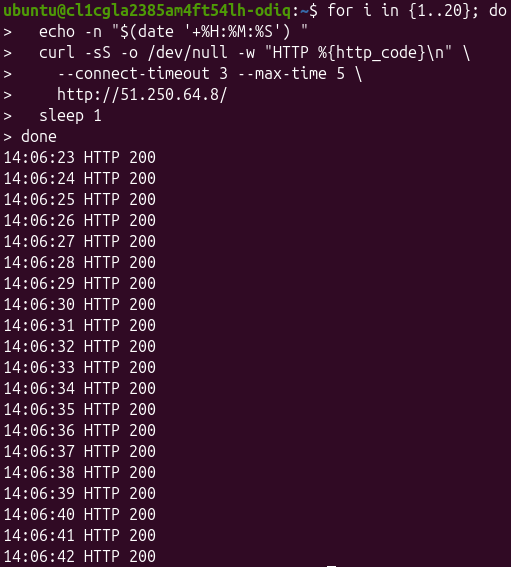 ubuntu@cl1cgla2385am4ft54lh-odiq:~$ for i in {1..20}; do
>   echo -n "$(date '+%H:%M:%S') "
>   curl -sS -o /dev/null -w "HTTP %{http_code}\n" \
>     --connect-timeout 3 --max-time 5 \
>     http://51.250.64.8/
>   sleep 1
> done
14:06:23 HTTP 200
14:06:24 HTTP 200
14:06:25 HTTP 200
14:06:26 HTTP 200
14:06:27 HTTP 200
14:06:28 HTTP 200
14:06:29 HTTP 200
14:06:30 HTTP 200
14:06:31 HTTP 200
14:06:32 HTTP 200
14:06:33 HTTP 200
14:06:34 HTTP 200
14:06:35 HTTP 200
14:06:36 HTTP 200
14:06:37 HTTP 200
14:06:38 HTTP 200
14:06:39 HTTP 200
14:06:40 HTTP 200
14:06:41 HTTP 200
14:06:42 HTTP 200